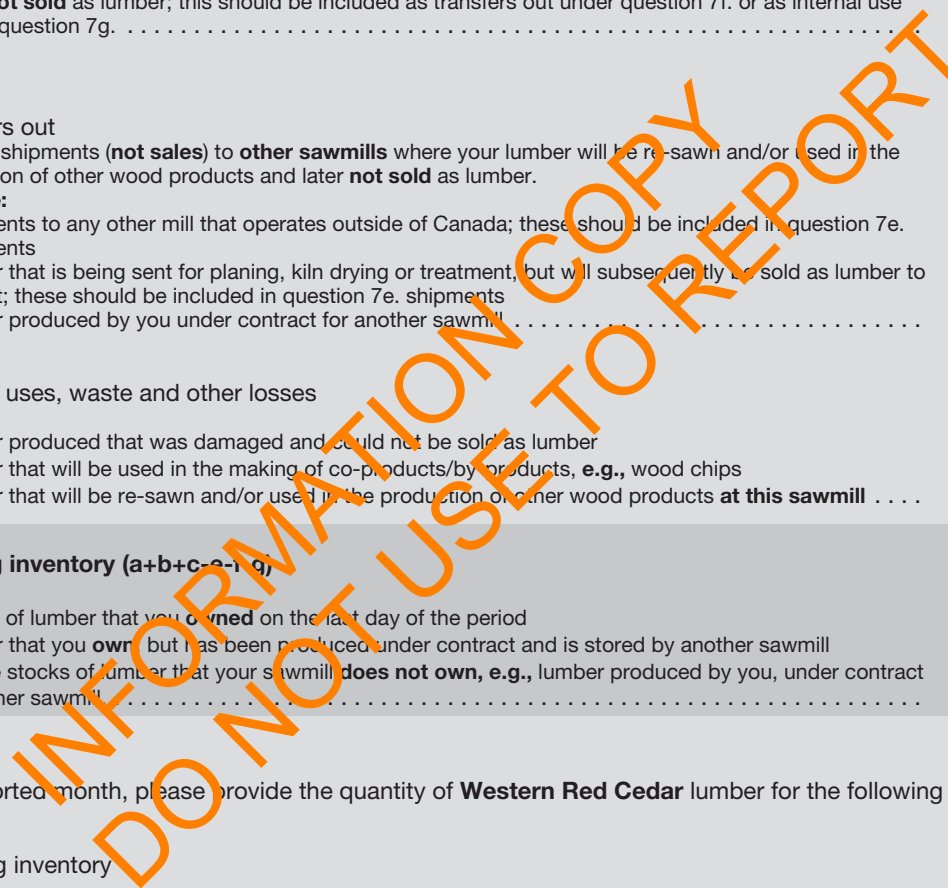 ot sold as lumber; this should be included as transfers out under question 7f. or as internal use
question 7g. . . . . . . . . . . . . . . . . . . . . . . . . . . . . . . . . . . . . . . . . . . . . . . . . . . . . . . . . . . . . . . .
rs out
shipments (not sales) to other sawmills where your lumber will be re-sawn and/or used in the
ion of other wood products and later not sold as lumber.
e:
ents to any other mill that operates outside of Canada; these should be included in question 7e.
ents
r that is being sent for planing, kiln drying or treatment, but will subsequently be sold as lumber to
t; these should be included in question 7e. shipments
r produced by you under contract for another sawmill . . . . . . . . . . . . . . . . . . . . . . . . . . . . . . . . .
uses, waste and other losses
r produced that was damaged and could not be sold as lumber
r that will be used in the making of co-products/by-products, e.g., wood chips
r that will be re-sawn and/or used in the production of other wood products at this sawmill . . . .
g inventory (a+b+c-e-f-g)
of lumber that you owned on the last day of the period
r that you own, but has been produced under contract and is stored by another sawmill
e stocks of lumber that your sawmill does not own, e.g., lumber produced by you, under contract
her sawmill . . . . . . . . . . . . . . . . . . . . . . . . . . . . . . . . . . . . . . . . . . . . . . . . . . . . . . . . . . . . . . . .
orted month, please provide the quantity of Western Red Cedar lumber for the following
g inventory
INFORMATION COPY
DO NOT USE TO REPORT